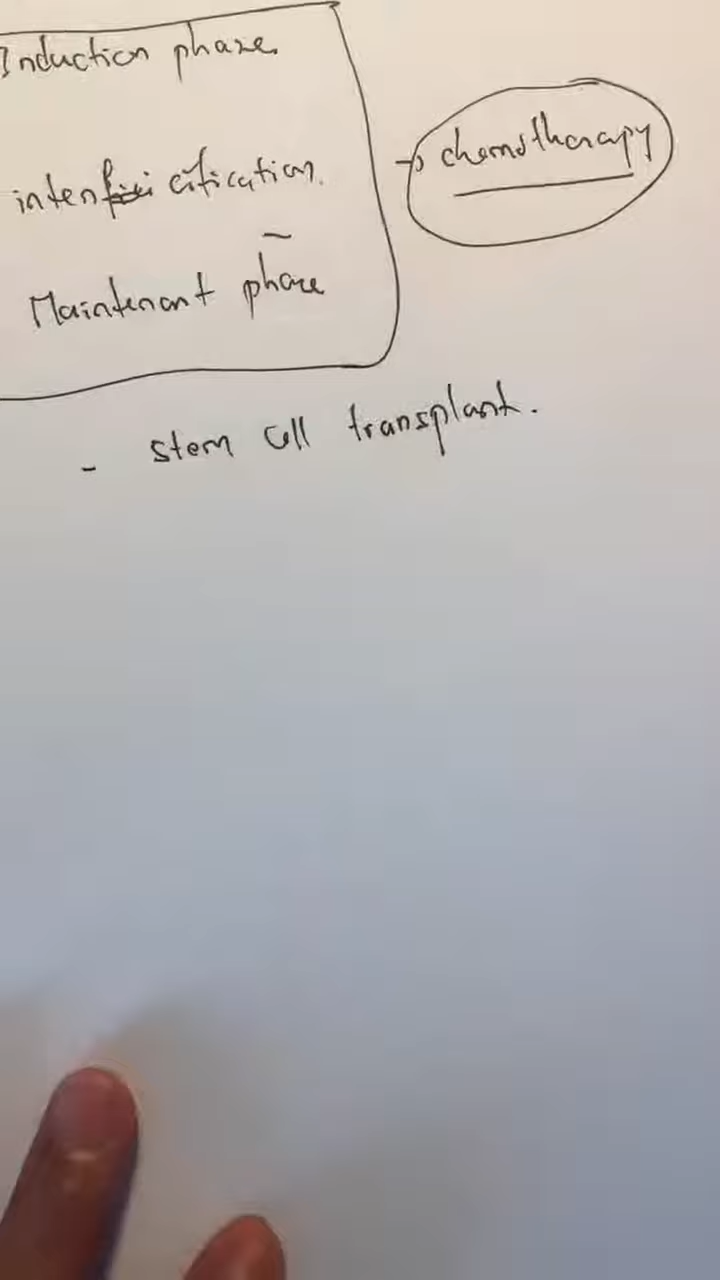 Induction phase.
→ chemotherapy
intensification.
Maintenant phase
- stem cell transplant.